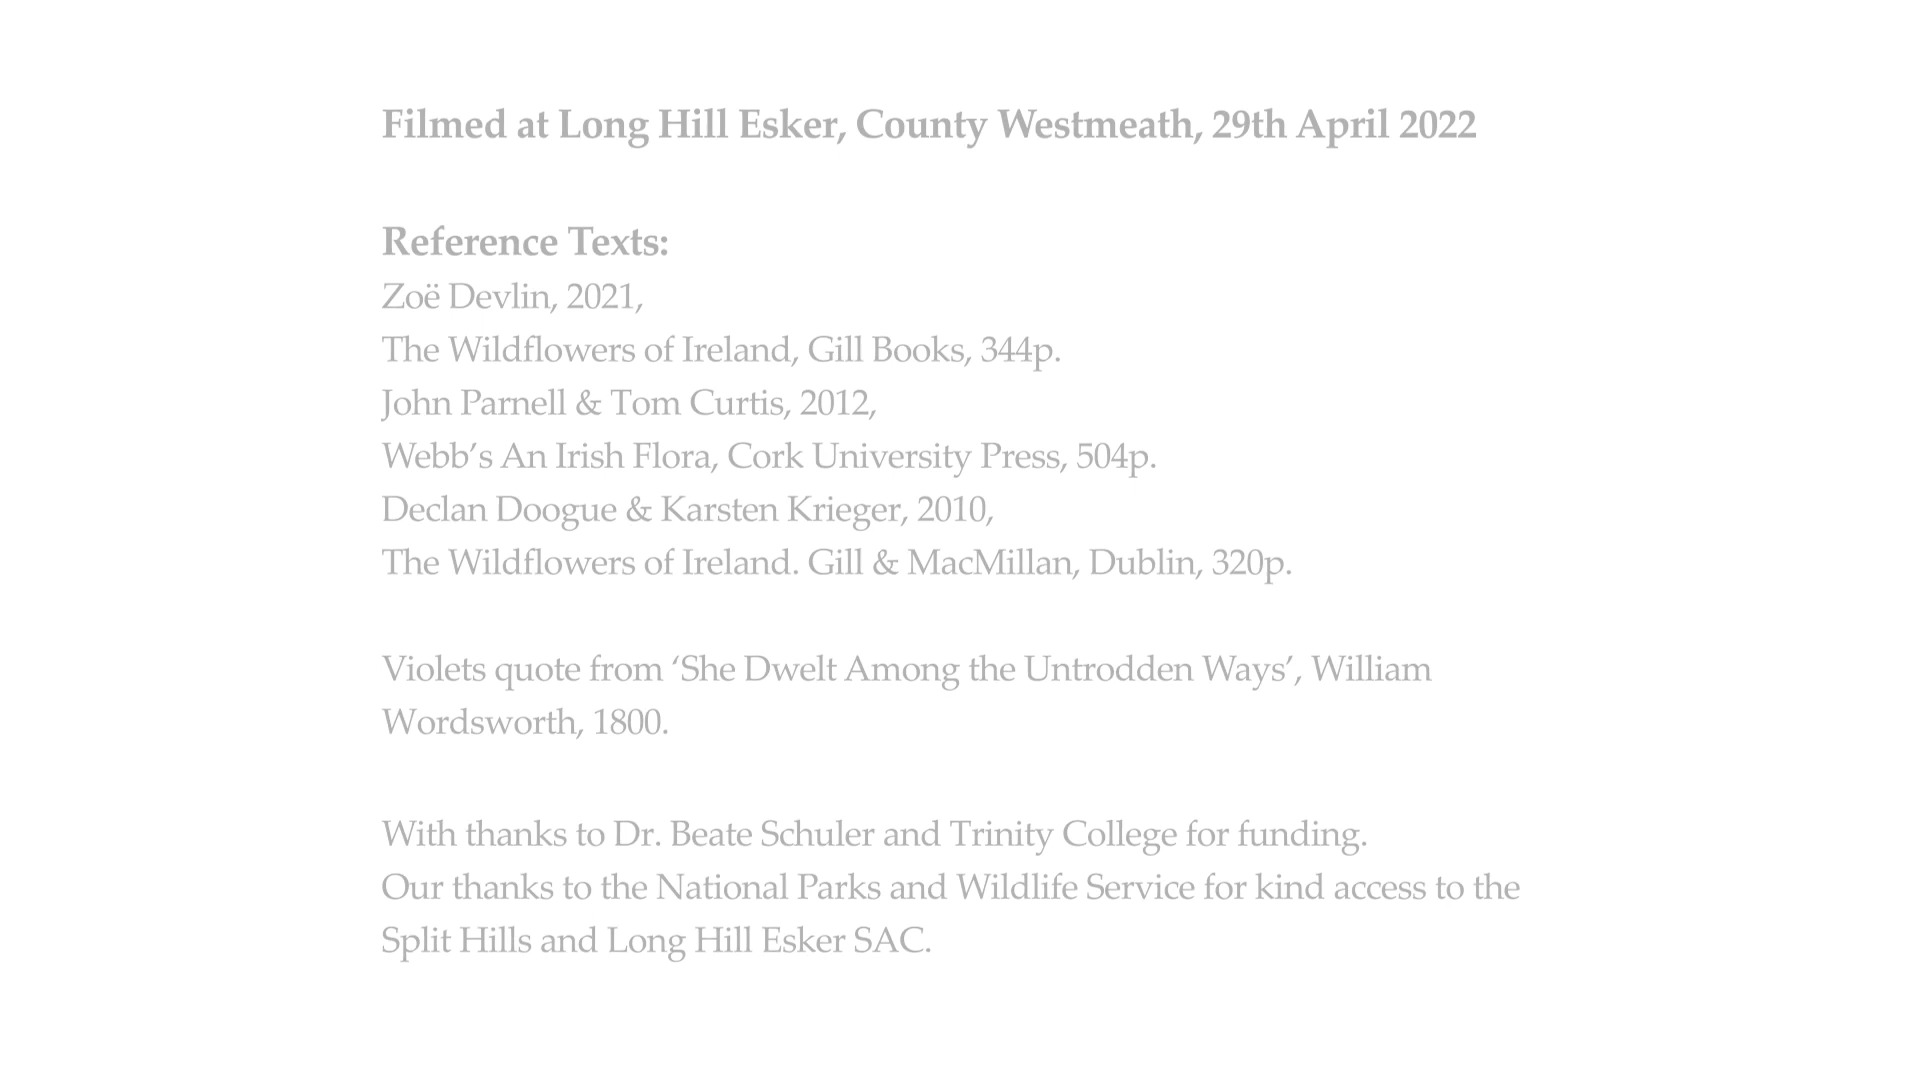 Filmed at Long Hill Esker, County Westmeath, 29th April 2022
Reference Texts:
Zoë Devlin, 2021,
The Wildflowers of Ireland, Gill Books, 344p.
John Parnell & Tom Curtis, 2012,
Webb’s An Irish Flora, Cork University Press, 504p.
Declan Doogue & Karsten Krieger, 2010,
The Wildflowers of Ireland. Gill & MacMillan, Dublin, 320p.
Violets quote from ‘She Dwelt Among the Untrodden Ways’, William
Wordsworth, 1800.
With thanks to Dr. Beate Schuler and Trinity College for funding.
Our thanks to the National Parks and Wildlife Service for kind access to the
Split Hills and Long Hill Esker SAC.